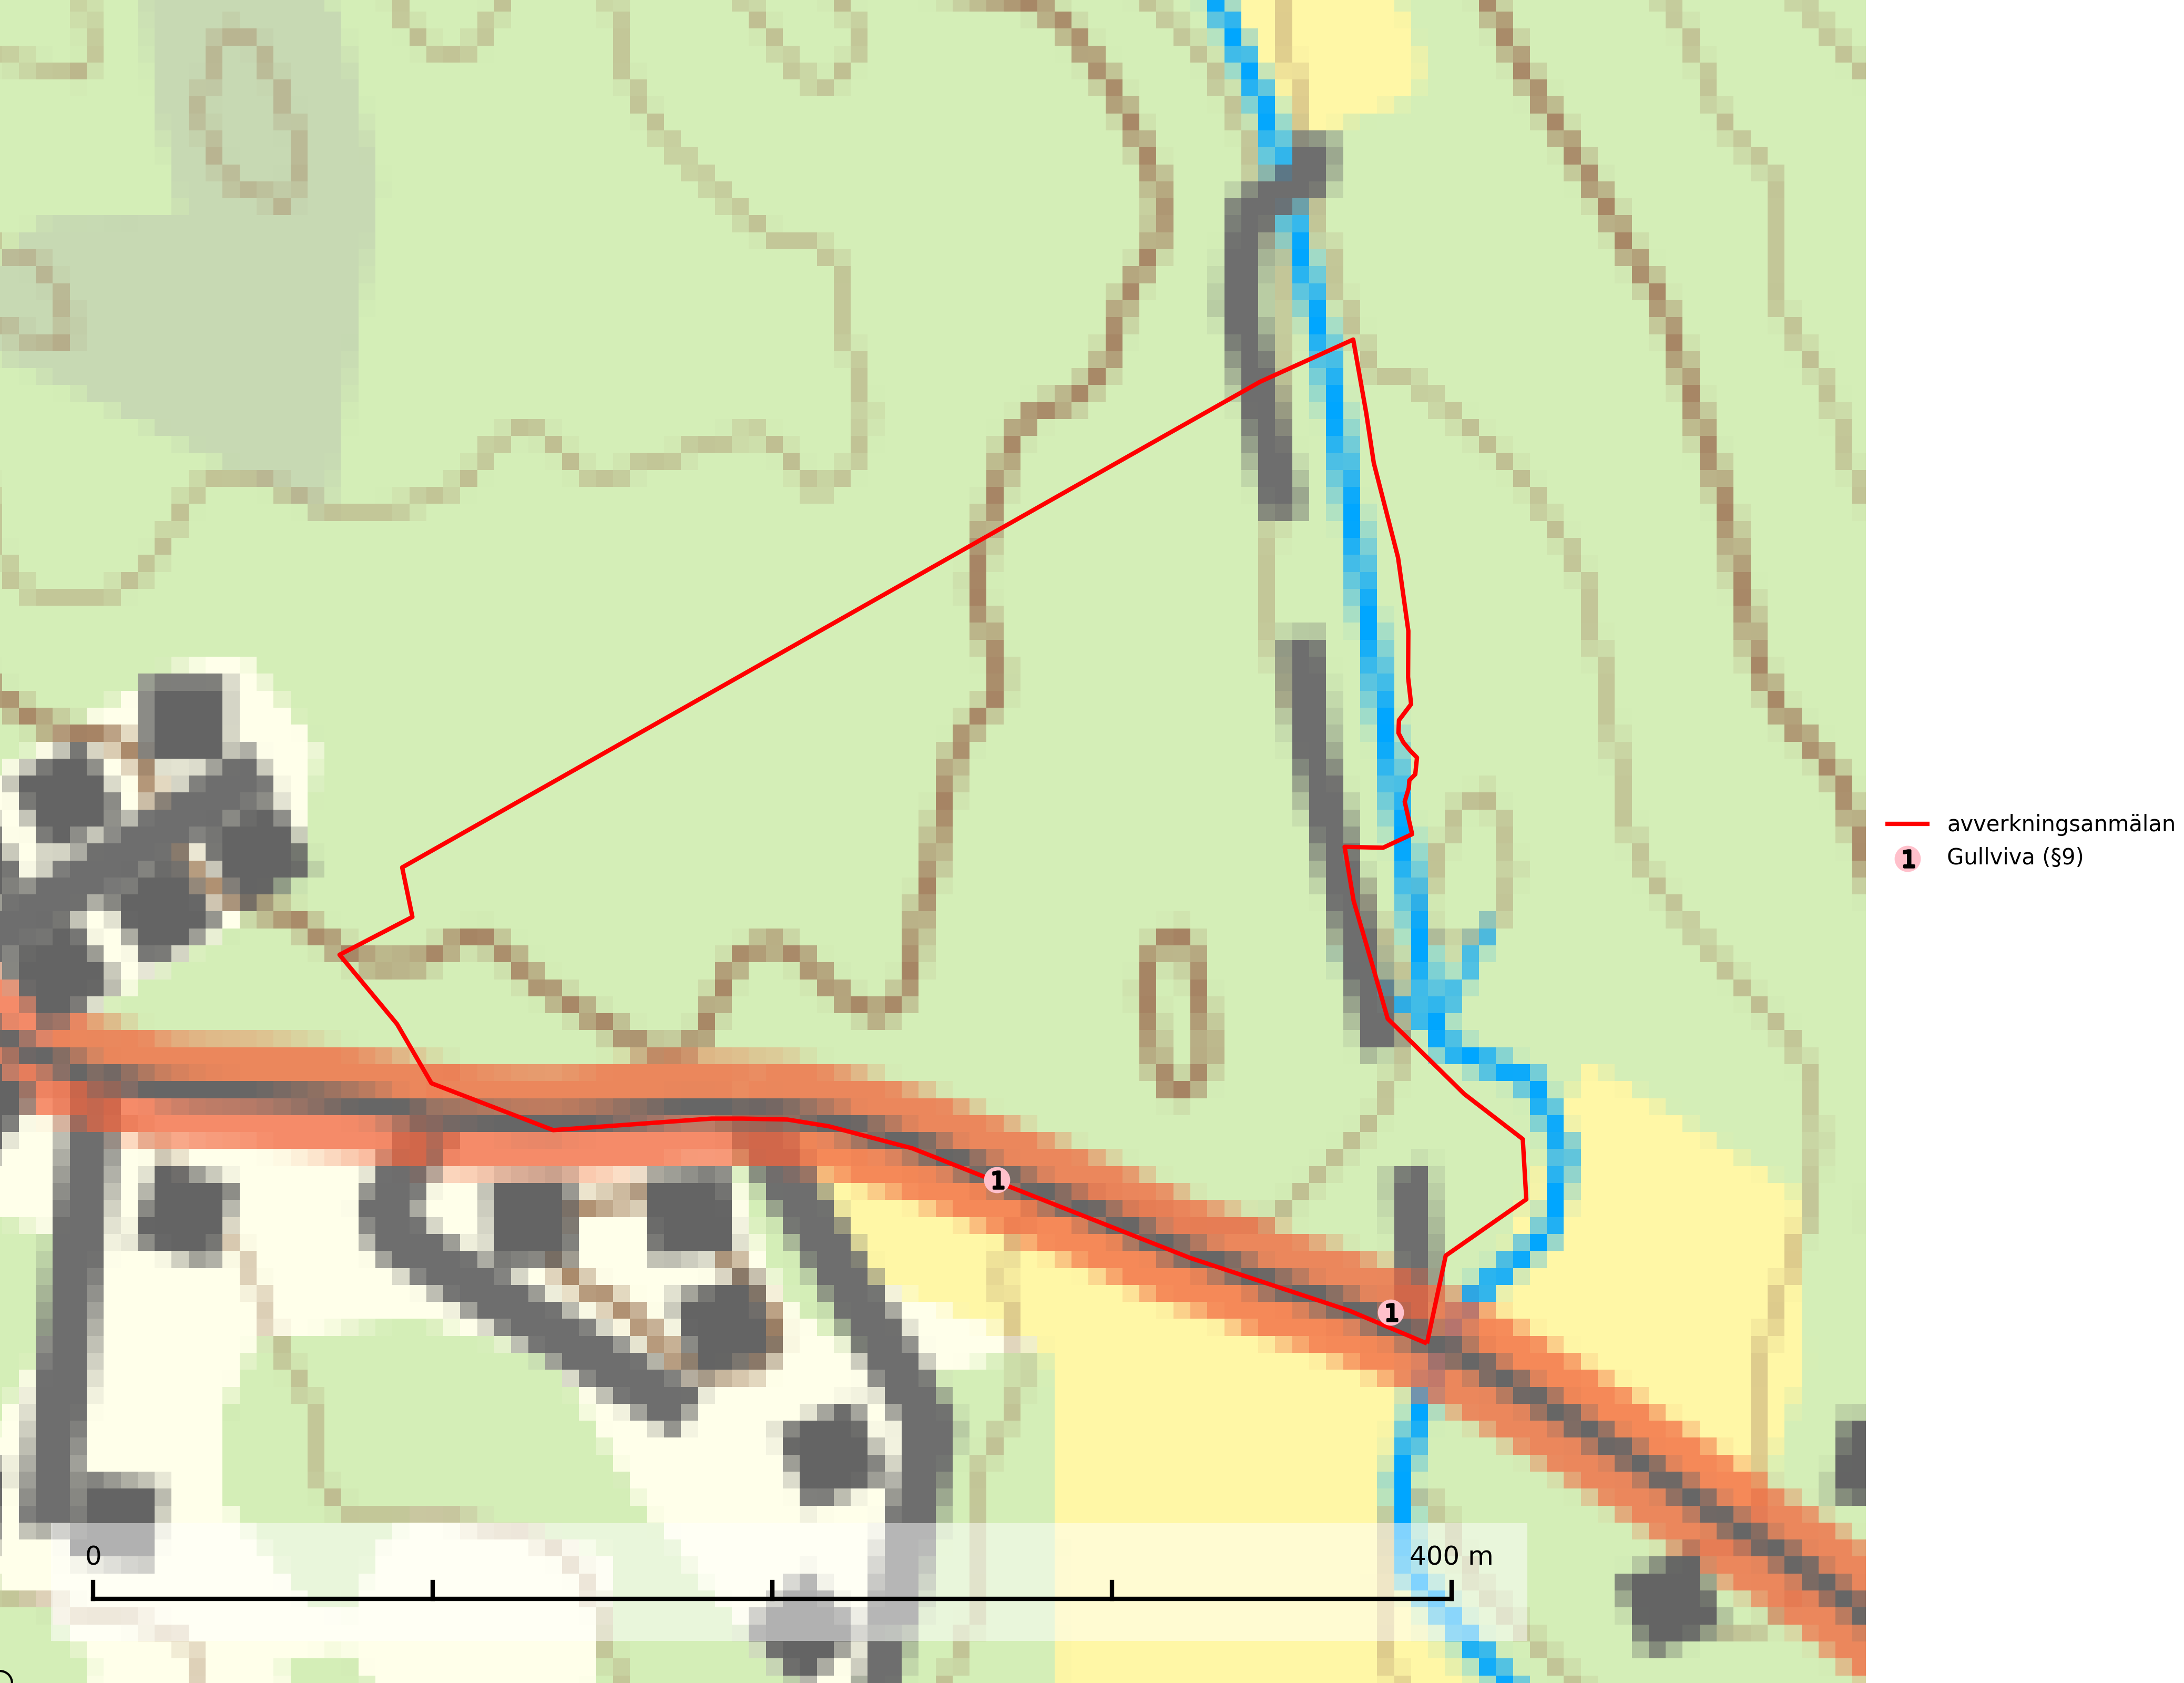 avverkningsanmälan
1 Gullviva (§9)
1
1
0 400 m